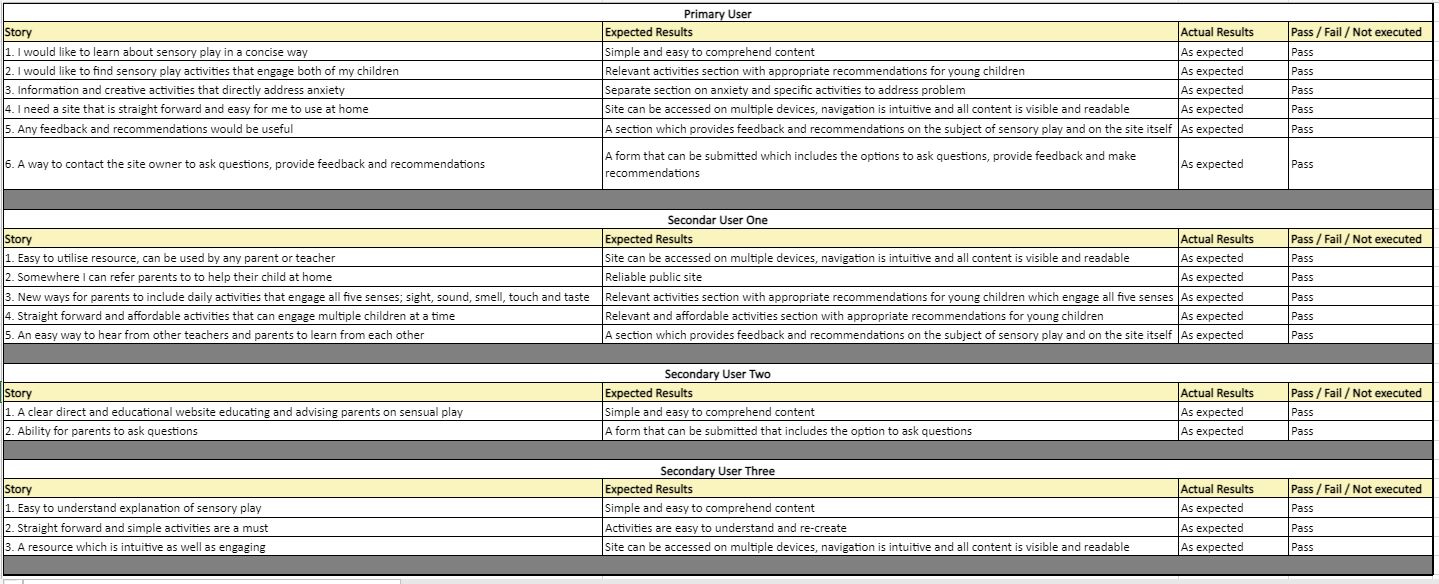 Primary User
Story Expected Results Actual Results Pass / Fail / Not executed
1. I would like to learn about sensory play in a concise way Simple and easy to comprehend content As expected Pass
2. I would like to find sensory play activities that engage both of my children Relevant activities section with appropriate recommendations for young children As expected Pass
3. Information and creative activities that directly address anxiety Separate section on anxiety and specific activities to address problem As expected Pass
4. I need a site that is straight forward and easy for me to use at home Site can be accessed on multiple devices, navigation is intuitive and all content is visible and readable As expected Pass
5. Any feedback and recommendations would be useful A section which provides feedback and recommendations on the subject of sensory play and on the site itself As expected Pass
6. A way to contact the site owner to ask questions, provide feedback and recommendations A form that can be submitted which includes the options to ask questions, provide feedback and make
recommendations As expected Pass
Secondar User One
Story Expected Results Actual Results Pass / Fail / Not executed
1. Easy to utilise resource, can be used by any parent or teacher Site can be accessed on multiple devices, navigation is intuitive and all content is visible and readable As expected Pass
2. Somewhere I can refer parents to to help their child at home Reliable public site As expected Pass
3. New ways for parents to include daily activities that engage all five senses; sight, sound, smell, touch and taste Relevant activities section with appropriate recommendations for young children which engage all five senses As expected Pass
4. Straight forward and affordable activities that can engage multiple children at a time Relevant and affordable activities section with appropriate recommendations for young children As expected Pass
5. An easy way to hear from other teachers and parents to learn from each other A section which provides feedback and recommendations on the subject of sensory play and on the site itself As expected Pass
Secondary User Two
Story Expected Results Actual Results Pass / Fail / Not executed
1. A clear direct and educational website educating and advising parents on sensual play Simple and easy to comprehend content As expected Pass
2. Ability for parents to ask questions A form that can be submitted that includes the option to ask questions As expected Pass
Secondary User Three
Story Expected Results Actual Results Pass / Fail / Not executed
1. Easy to understand explanation of sensory play Simple and easy to comprehend content As expected Pass
2. Straight forward and simple activities are a must Activities are easy to understand and re-create As expected Pass
3. A resource which is intuitive as well as engaging Site can be accessed on multiple devices, navigation is intuitive and all content is visible and readable As expected Pass